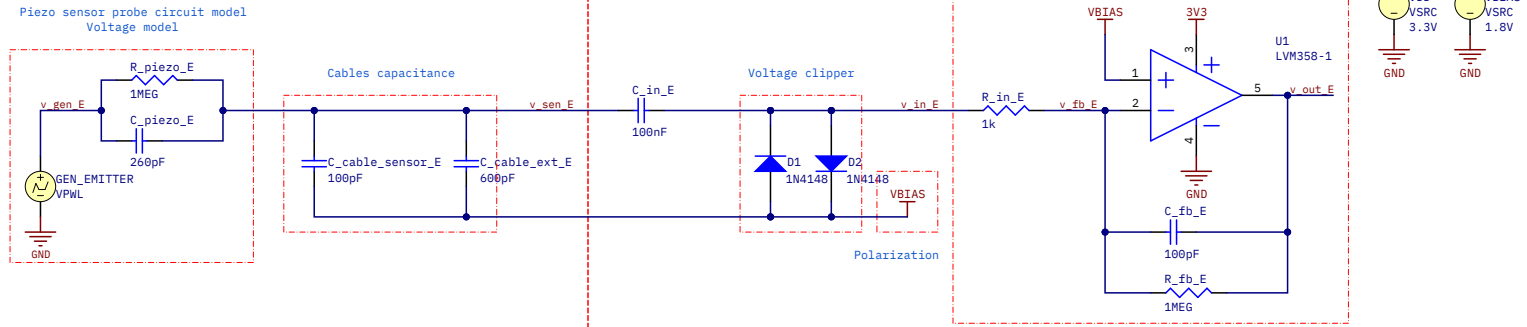 Piezo sensor probe circuit model
Voltage model
R_piezo_E
1MEG
v_gen_E
C_piezo_E
260pF
GEN_EMITTER
VPWL
GND
Cables capacitance
C_cable_sensor_E
100pF
C_cable_ext_E
600pF
v_sen_E
C_in_E
100nF
Voltage clipper
D1
1N4148
D2
1N4148
VBIAS
Polarization
v_in_E
R_in_E
1k
v_fb_E
VBIAS
3V3
U1
LVM358-1
1
2
3
4
5
v_out_E
GND
C_fb_E
100pF
R_fb_E
1MEG
VSRC
3.3V
GND
VSRC
1.8V
GND